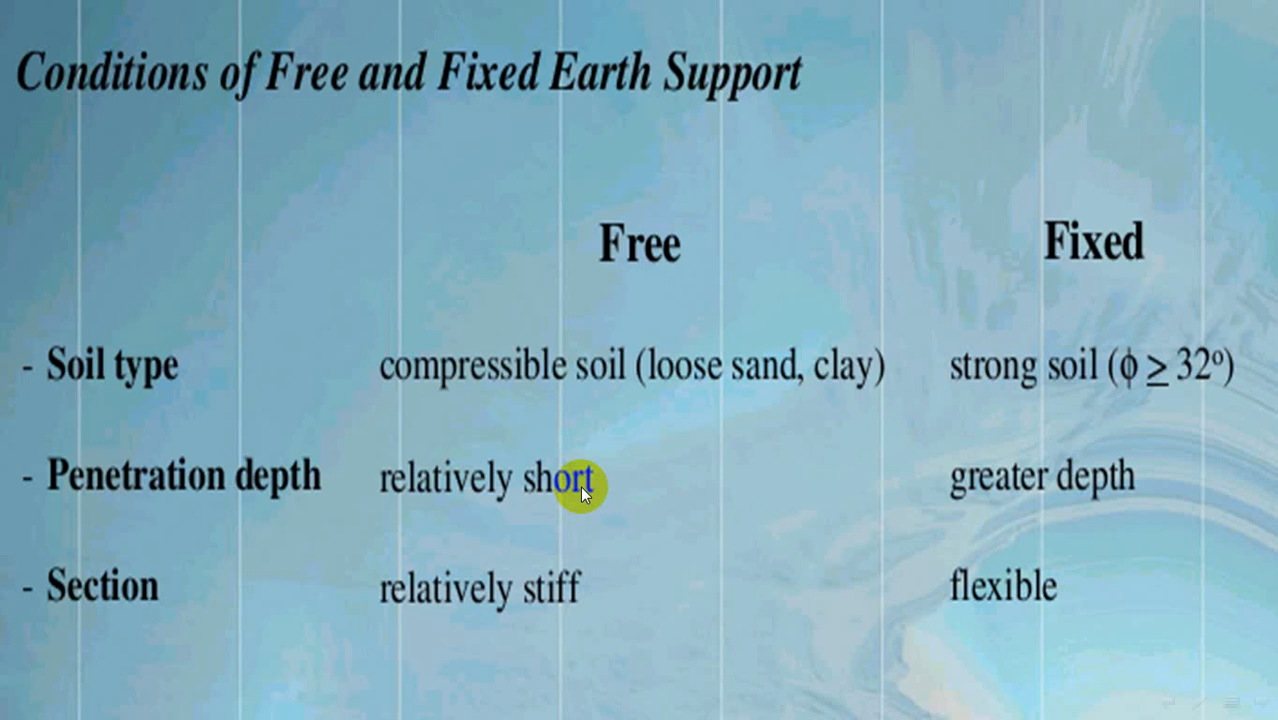 Conditions of Free and Fixed Earth Support
Free Fixed
- Soil type compressible soil (loose sand, clay) strong soil (ϕ ≥ 32º)
- Penetration depth relatively short greater depth
- Section relatively stiff flexible